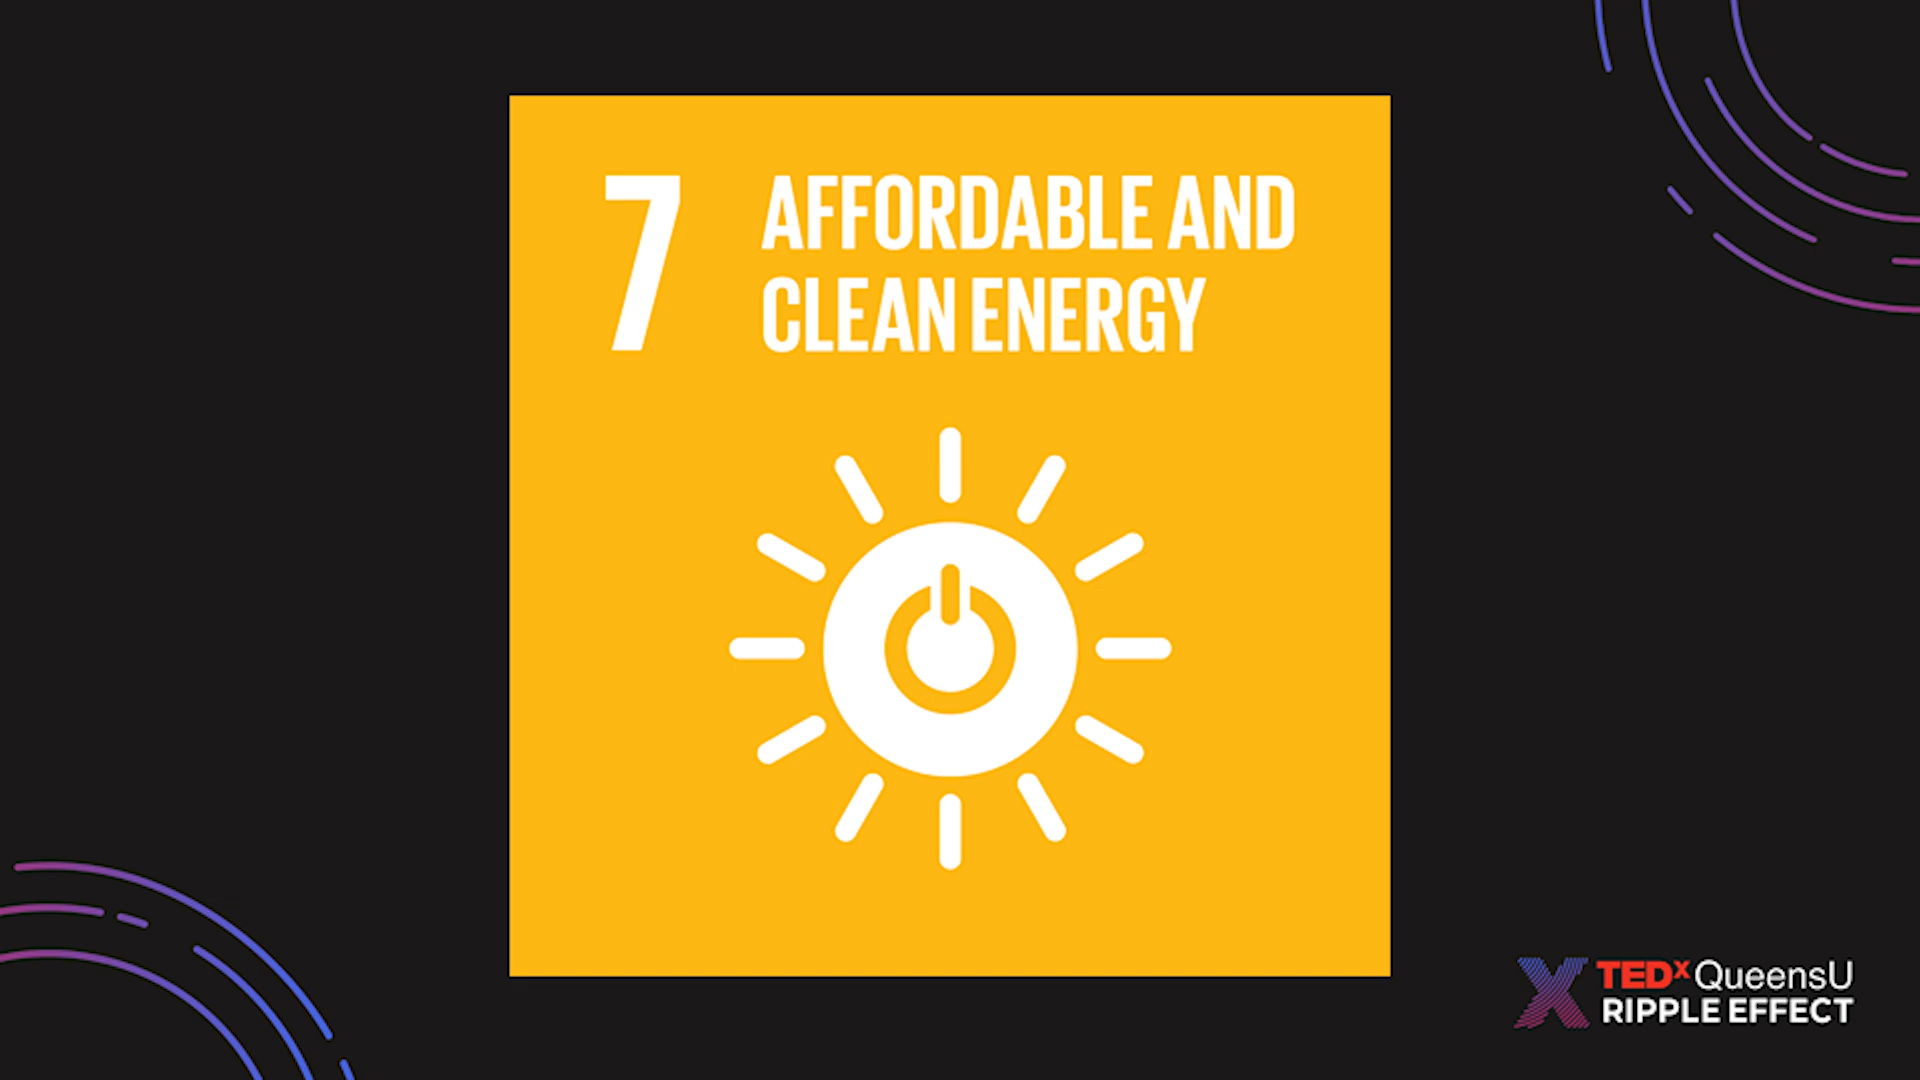 7
AFFORDABLE AND
CLEAN ENERGY
TEDx QueensU
RIPPLE EFFECT